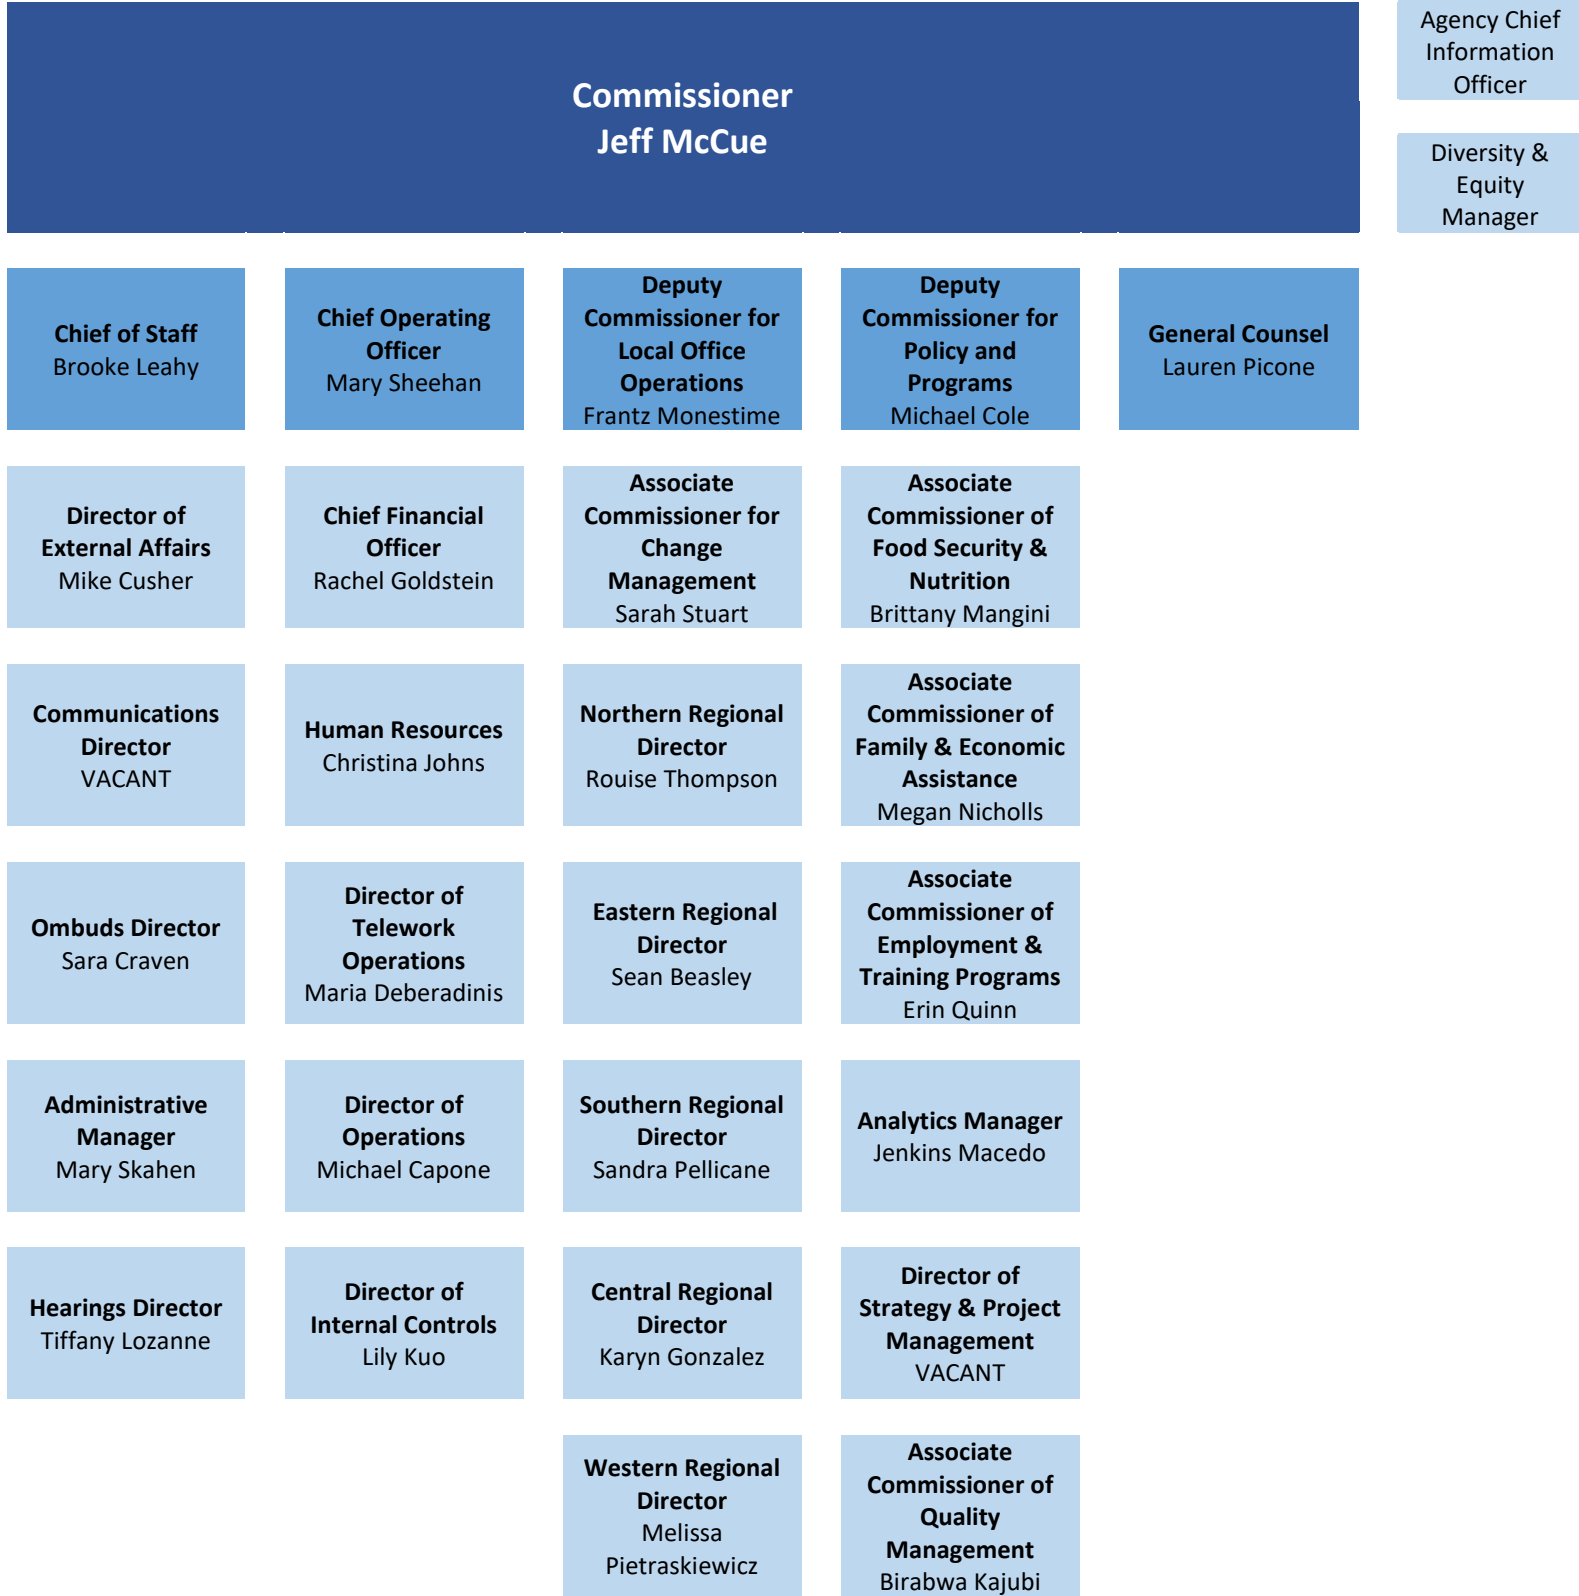 Commissioner
Jeff McCue
Agency Chief
Information
Officer
Diversity &
Equity
Manager
Chief of Staff
Brooke Leahy
Chief Operating
Officer
Mary Sheehan
Deputy
Commissioner for
Local Office
Operations
Frantz Monestime
Deputy
Commissioner for
Policy and
Programs
Michael Cole
General Counsel
Lauren Picone
Director of
External Affairs
Mike Cusher
Chief Financial
Officer
Rachel Goldstein
Associate
Commissioner for
Change
Management
Sarah Stuart
Associate
Commissioner of
Food Security &
Nutrition
Brittany Mangini
Communications
Director
VACANT
Human Resources
Christina Johns
Northern Regional
Director
Rouise Thompson
Associate
Commissioner of
Family & Economic
Assistance
Megan Nicholls
Ombuds Director
Sara Craven
Director of
Telework
Operations
Maria Deberadinis
Eastern Regional
Director
Sean Beasley
Associate
Commissioner of
Employment &
Training Programs
Erin Quinn
Administrative
Manager
Mary Skahen
Director of
Operations
Michael Capone
Southern Regional
Director
Sandra Pellicane
Analytics Manager
Jenkins Macedo
Hearings Director
Tiffany Lozanne
Director of
Internal Controls
Lily Kuo
Central Regional
Director
Karyn Gonzalez
Director of
Strategy & Project
Management
VACANT
Western Regional
Director
Melissa
Pietraskiewicz
Associate
Commissioner of
Quality
Management
Birabwa Kajubi